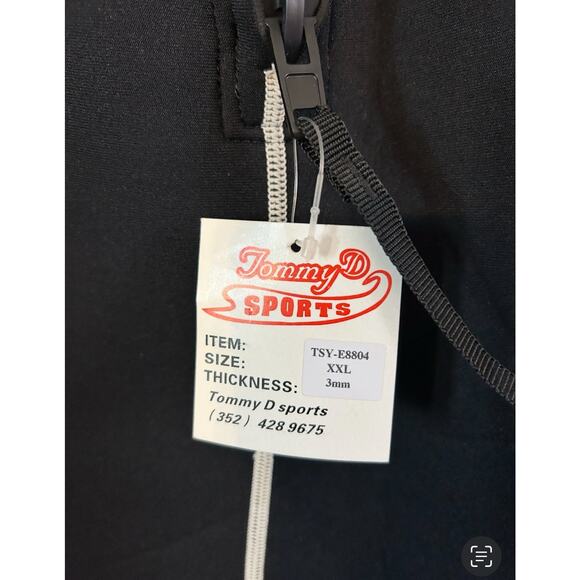 Tommy D
SPORTS
ITEM: TSY-E8804
SIZE: XXL
THICKNESS: 3mm
Tommy D sports
(352) 428 9675